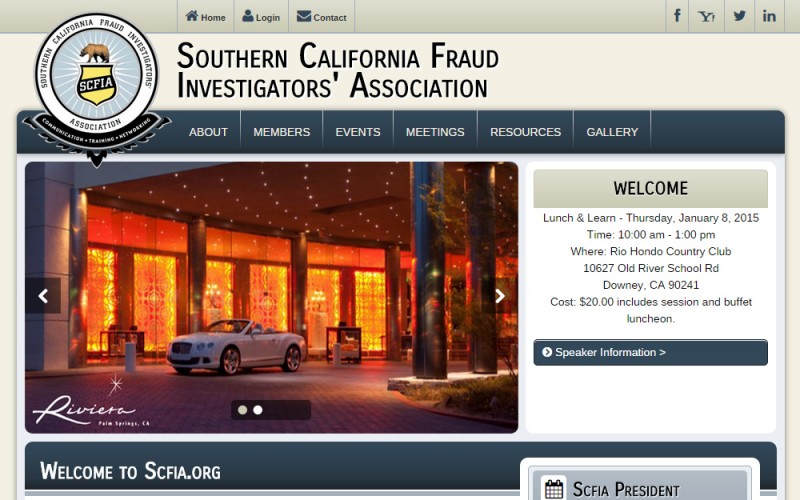 Home Login Contact
SOUTHERN CALIFORNIA FRAUD INVESTIGATORS'
SCFIA
ASSOCIATION
COMMUNICATION • TRAINING • NETWORKING
Southern California Fraud
Investigators' Association
ABOUT MEMBERS EVENTS MEETINGS RESOURCES GALLERY
Riviera
Palm Springs, CA
WELCOME
Lunch & Learn - Thursday, January 8, 2015
Time: 10:00 am - 1:00 pm
Where: Rio Hondo Country Club
10627 Old River School Rd
Downey, CA 90241
Cost: $20.00 includes session and buffet
luncheon.
Speaker Information >
Welcome to Scfia.org
Scfia President